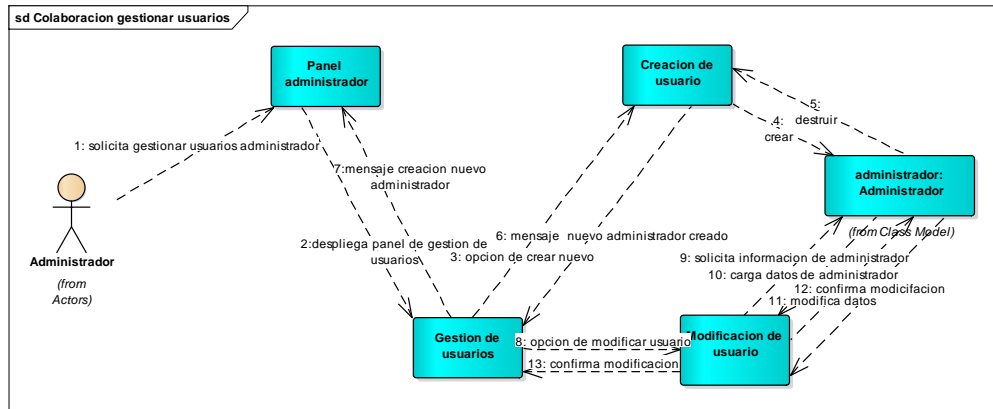 sd Colaboracion gestionar usuarios
Panel
administrador
Creacion de
usuario
5:
destruir
4:
crear
1: solicita gestionar usuarios administrador
7:mensaje creacion nuevo
administrador
administrador:
Administrador
(from Class Model)
Administrador
(from
Actors)
2:despliega panel de gestion de
usuarios
6: mensaje  nuevo administrador creado
3: opcion de crear nuevo
9: solicita informacion de administrador
10: carga datos de administrador
12: confirma modicifacion
11: modifica datos
Gestion de
usuarios
8: opcion de modificar usuario
13: confirma modificacion
Modificacion de
usuario